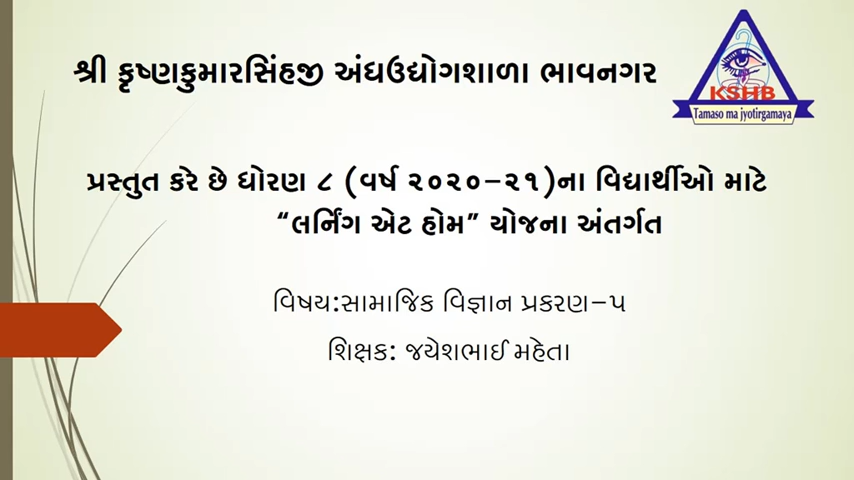 શ્રી કૃષ્ણકુમારસિંહજી અંધઉદ્યોગશાળા ભાવનગર
KSHB
Tamaso ma jyotirgamaya
પ્રસ્તુત કરે છે ધોરણ ૮ (વર્ષ ૨૦૨૦–૨૧)ના વિદ્યાર્થીઓ માટે
“લર્નિંગ એટ હોમ” યોજના અંતર્ગત
વિષય:સામાજિક વિજ્ઞાન પ્રકરણ–૫
શિક્ષક: જયેશભાઈ મહેતા